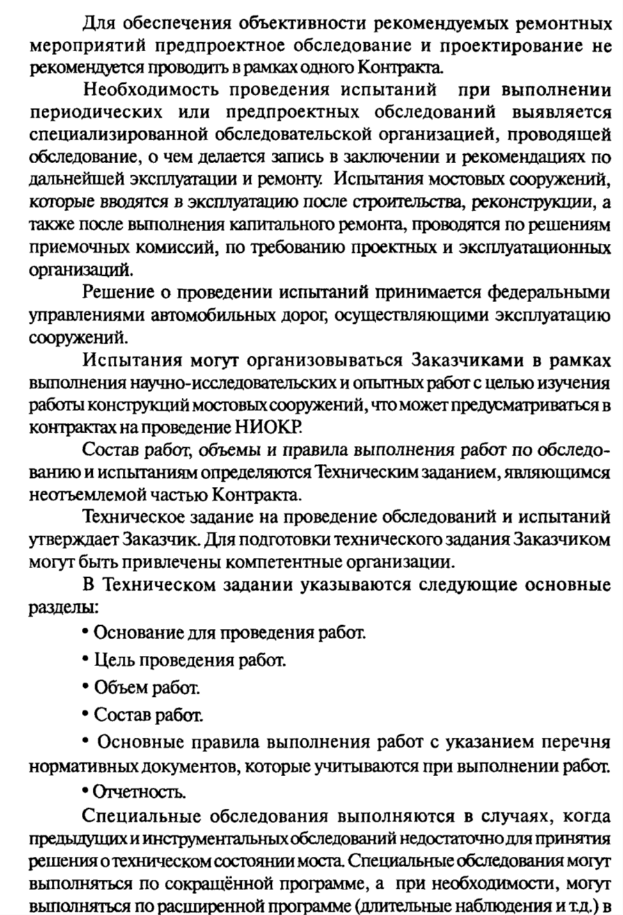 Для обеспечения объективности рекомендуемых ремонтных
мероприятий предпроектное обследование и проектирование не
рекомендуется проводить в рамках одного Контракта.
Необходимость проведения испытаний при выполнении
периодических или предпроектных обследований выявляется
специализированной обследовательской организацией, проводящей
обследование, о чем делается запись в заключении и рекомендациях по
дальнейшей эксплуатации и ремонту. Испытания мостовых сооружений,
которые вводятся в эксплуатацию после строительства, реконструкции, а
также после выполнения капитального ремонта, проводятся по решениям
приемочных комиссий, по требованию проектных и эксплуатационных
организаций.
Решение о проведении испытаний принимается федеральными
управлениями автомобильных дорог, осуществляющими эксплуатацию
сооружений.
Испытания могут организовываться Заказчиками в рамках
выполнения научно-исследовательских и опытных работ с целью изучения
работы конструкций мостовых сооружений, что может предусматриваться в
контрактах на проведение НИОКР.
Состав работ, объемы и правила выполнения работ по обследо-
ванию и испытаниям определяются Техническим заданием, являющимся
неотъемлемой частью Контракта.
Техническое задание на проведение обследований и испытаний
утверждает Заказчик. Для подготовки технического задания Заказчиком
могут быть привлечены компетентные организации.
В Техническом задании указываются следующие основные
разделы:
• Основание для проведения работ.
• Цель проведения работ.
• Объем работ.
• Состав работ.
• Основные правила выполнения работ с указанием перечня
нормативных документов, которые учитываются при выполнении работ.
• Отчетность.
Специальные обследования выполняются в случаях, когда
предыдущих и инструментальных обследований недостаточно для принятия
решения о техническом состоянии моста. Специальные обследования могут
выполняться по сокращённой программе, а при необходимости, могут
выполняться по расширенной программе (длительные наблюдения и т.д.) в